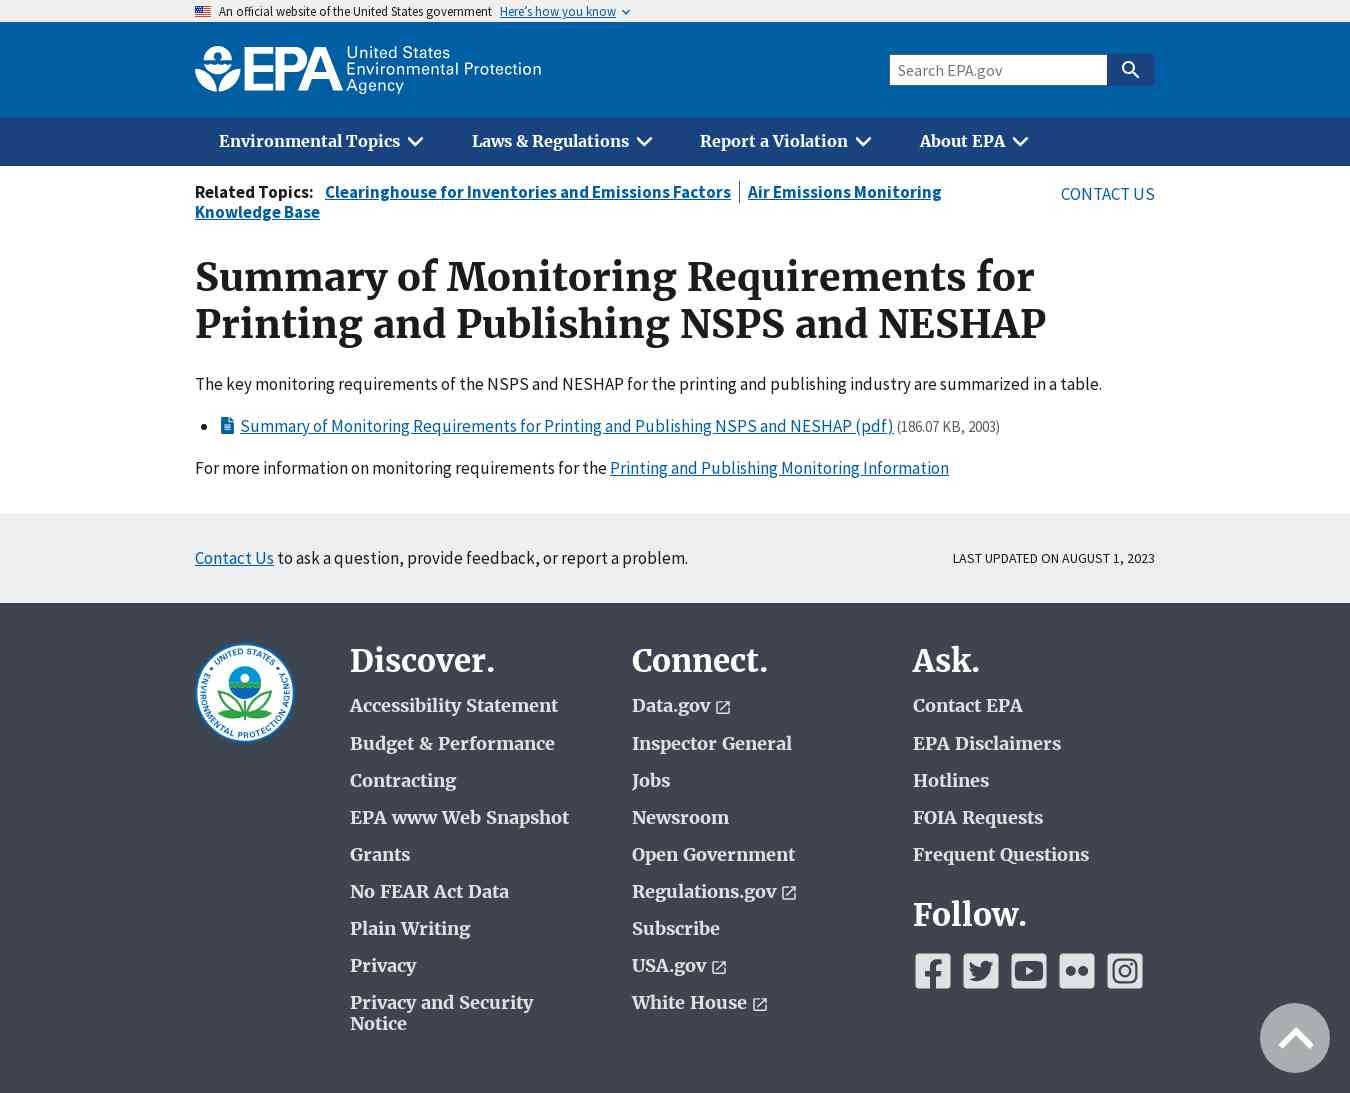 An official website of the United States government Here's how you know
EPA United States
Environmental Protection
Agency
Search EPA.gov
Environmental Topics Laws & Regulations Report a Violation About EPA
Related Topics: Clearinghouse for Inventories and Emissions Factors Air Emissions Monitoring
Knowledge Base
CONTACT US
Summary of Monitoring Requirements for
Printing and Publishing NSPS and NESHAP
The key monitoring requirements of the NSPS and NESHAP for the printing and publishing industry are summarized in a table.
Summary of Monitoring Requirements for Printing and Publishing NSPS and NESHAP (pdf) (186.07 KB, 2003)
For more information on monitoring requirements for the Printing and Publishing Monitoring Information
Contact Us to ask a question, provide feedback, or report a problem.
LAST UPDATED ON AUGUST 1, 2023
UNITED STATES
ENVIRONMENTAL PROTECTION AGENCY
Discover.
Accessibility Statement
Budget & Performance
Contracting
EPA www Web Snapshot
Grants
No FEAR Act Data
Plain Writing
Privacy
Privacy and Security
Notice
Connect.
Data.gov
Inspector General
Jobs
Newsroom
Open Government
Regulations.gov
Subscribe
USA.gov
White House
Ask.
Contact EPA
EPA Disclaimers
Hotlines
FOIA Requests
Frequent Questions
Follow.